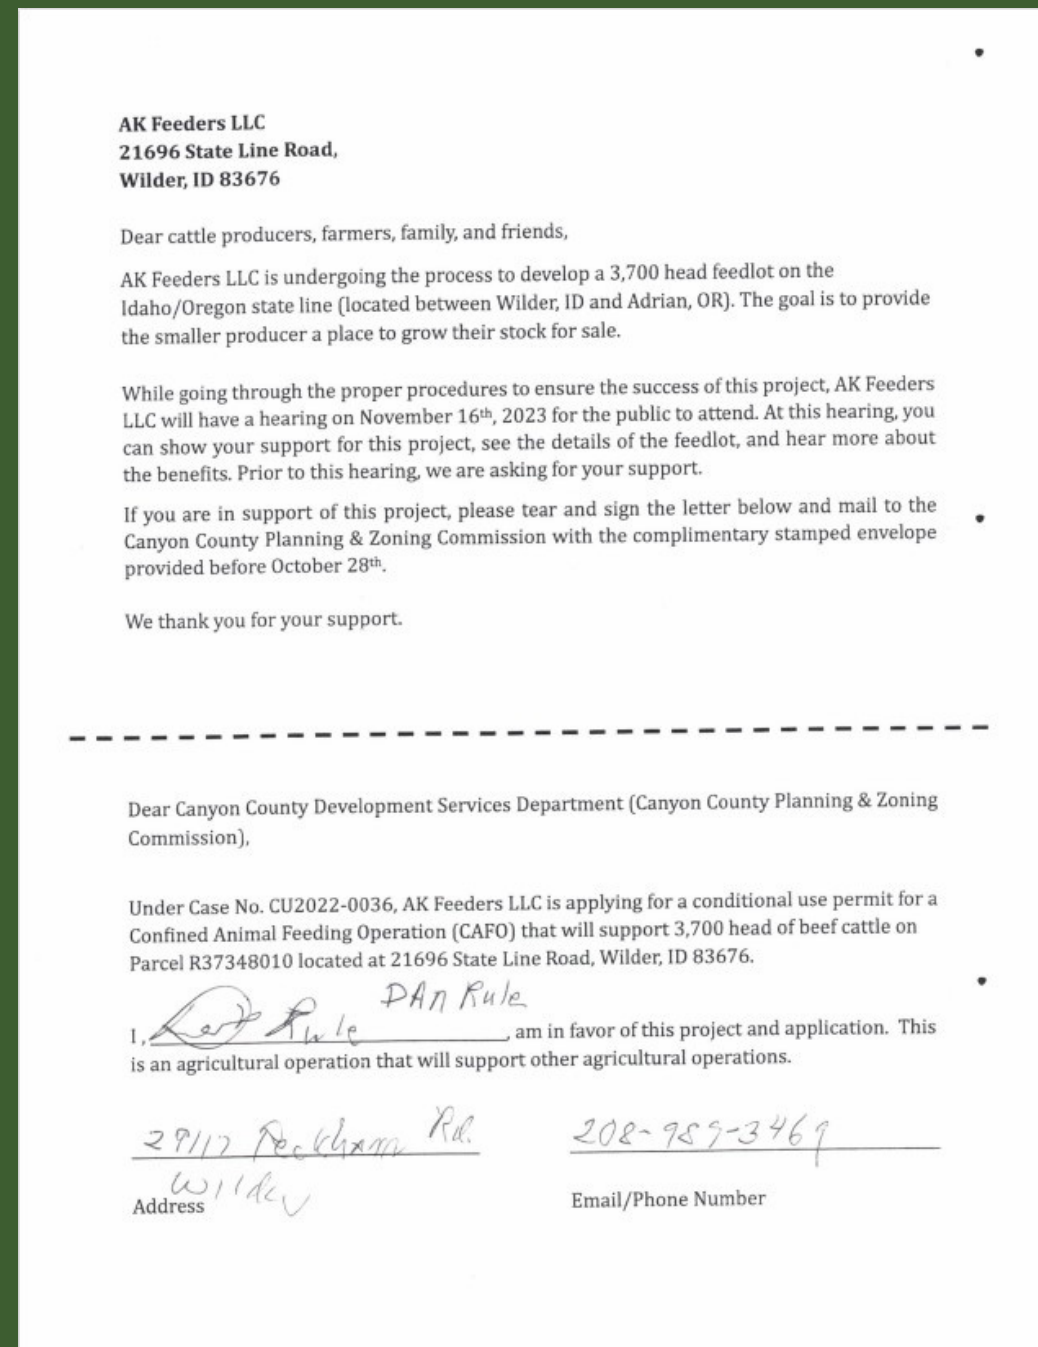 AK Feeders LLC
21696 State Line Road,
Wilder, ID 83676
Dear cattle producers, farmers, family, and friends,
AK Feeders LLC is undergoing the process to develop a 3,700 head feedlot on the
Idaho/Oregon state line (located between Wilder, ID and Adrian, OR). The goal is to provide
the smaller producer a place to grow their stock for sale.
While going through the proper procedures to ensure the success of this project, AK Feeders
LLC will have a hearing on November 16th, 2023 for the public to attend. At this hearing, you
can show your support for this project, see the details of the feedlot, and hear more about
the benefits. Prior to this hearing, we are asking for your support.
If you are in support of this project, please tear and sign the letter below and mail to the
Canyon County Planning & Zoning Commission with the complimentary stamped envelope
provided before October 28th.
We thank you for your support.
Dear Canyon County Development Services Department (Canyon County Planning & Zoning
Commission),
Under Case No. CU2022-0036, AK Feeders LLC is applying for a conditional use permit for a
Confined Animal Feeding Operation (CAFO) that will support 3,700 head of beef cattle on
Parcel R37348010 located at 21696 State Line Road, Wilder, ID 83676.
DAn Rule
I, Rule, am in favor of this project and application. This
is an agricultural operation that will support other agricultural operations.
Peckham Rd. 208-989-3469
Wilder
Address Email/Phone Number